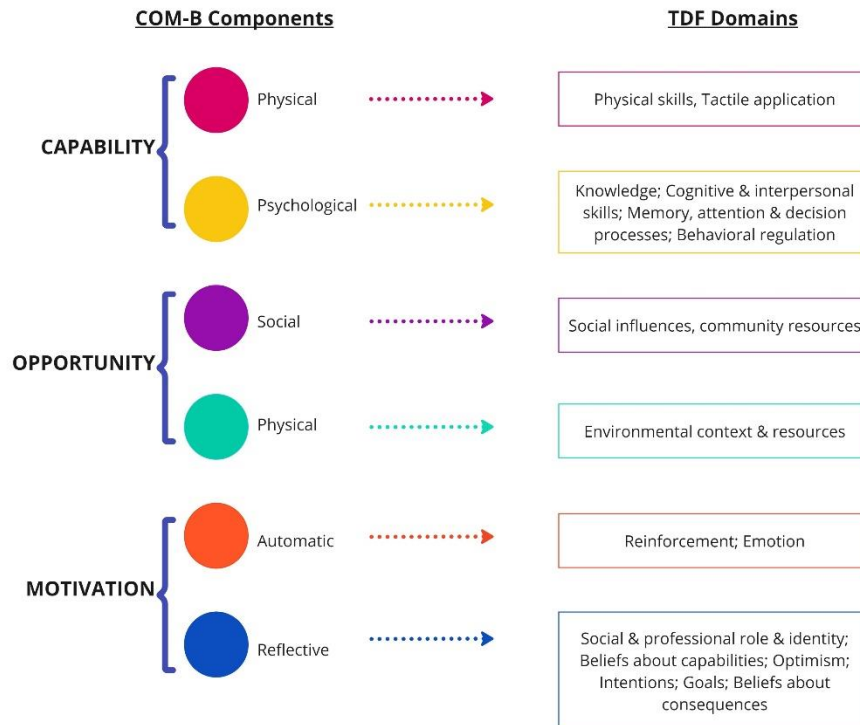 COM-B Components
TDF Domains
CAPABILITY
Physical
Physical skills, Tactile application
Psychological
Knowledge; Cognitive & interpersonal
skills; Memory, attention & decision
processes; Behavioral regulation
OPPORTUNITY
Social
Social influences, community resources
Physical
Environmental context & resources
MOTIVATION
Automatic
Reinforcement; Emotion
Reflective
Social & professional role & identity;
Beliefs about capabilities; Optimism;
Intentions; Goals; Beliefs about
consequences